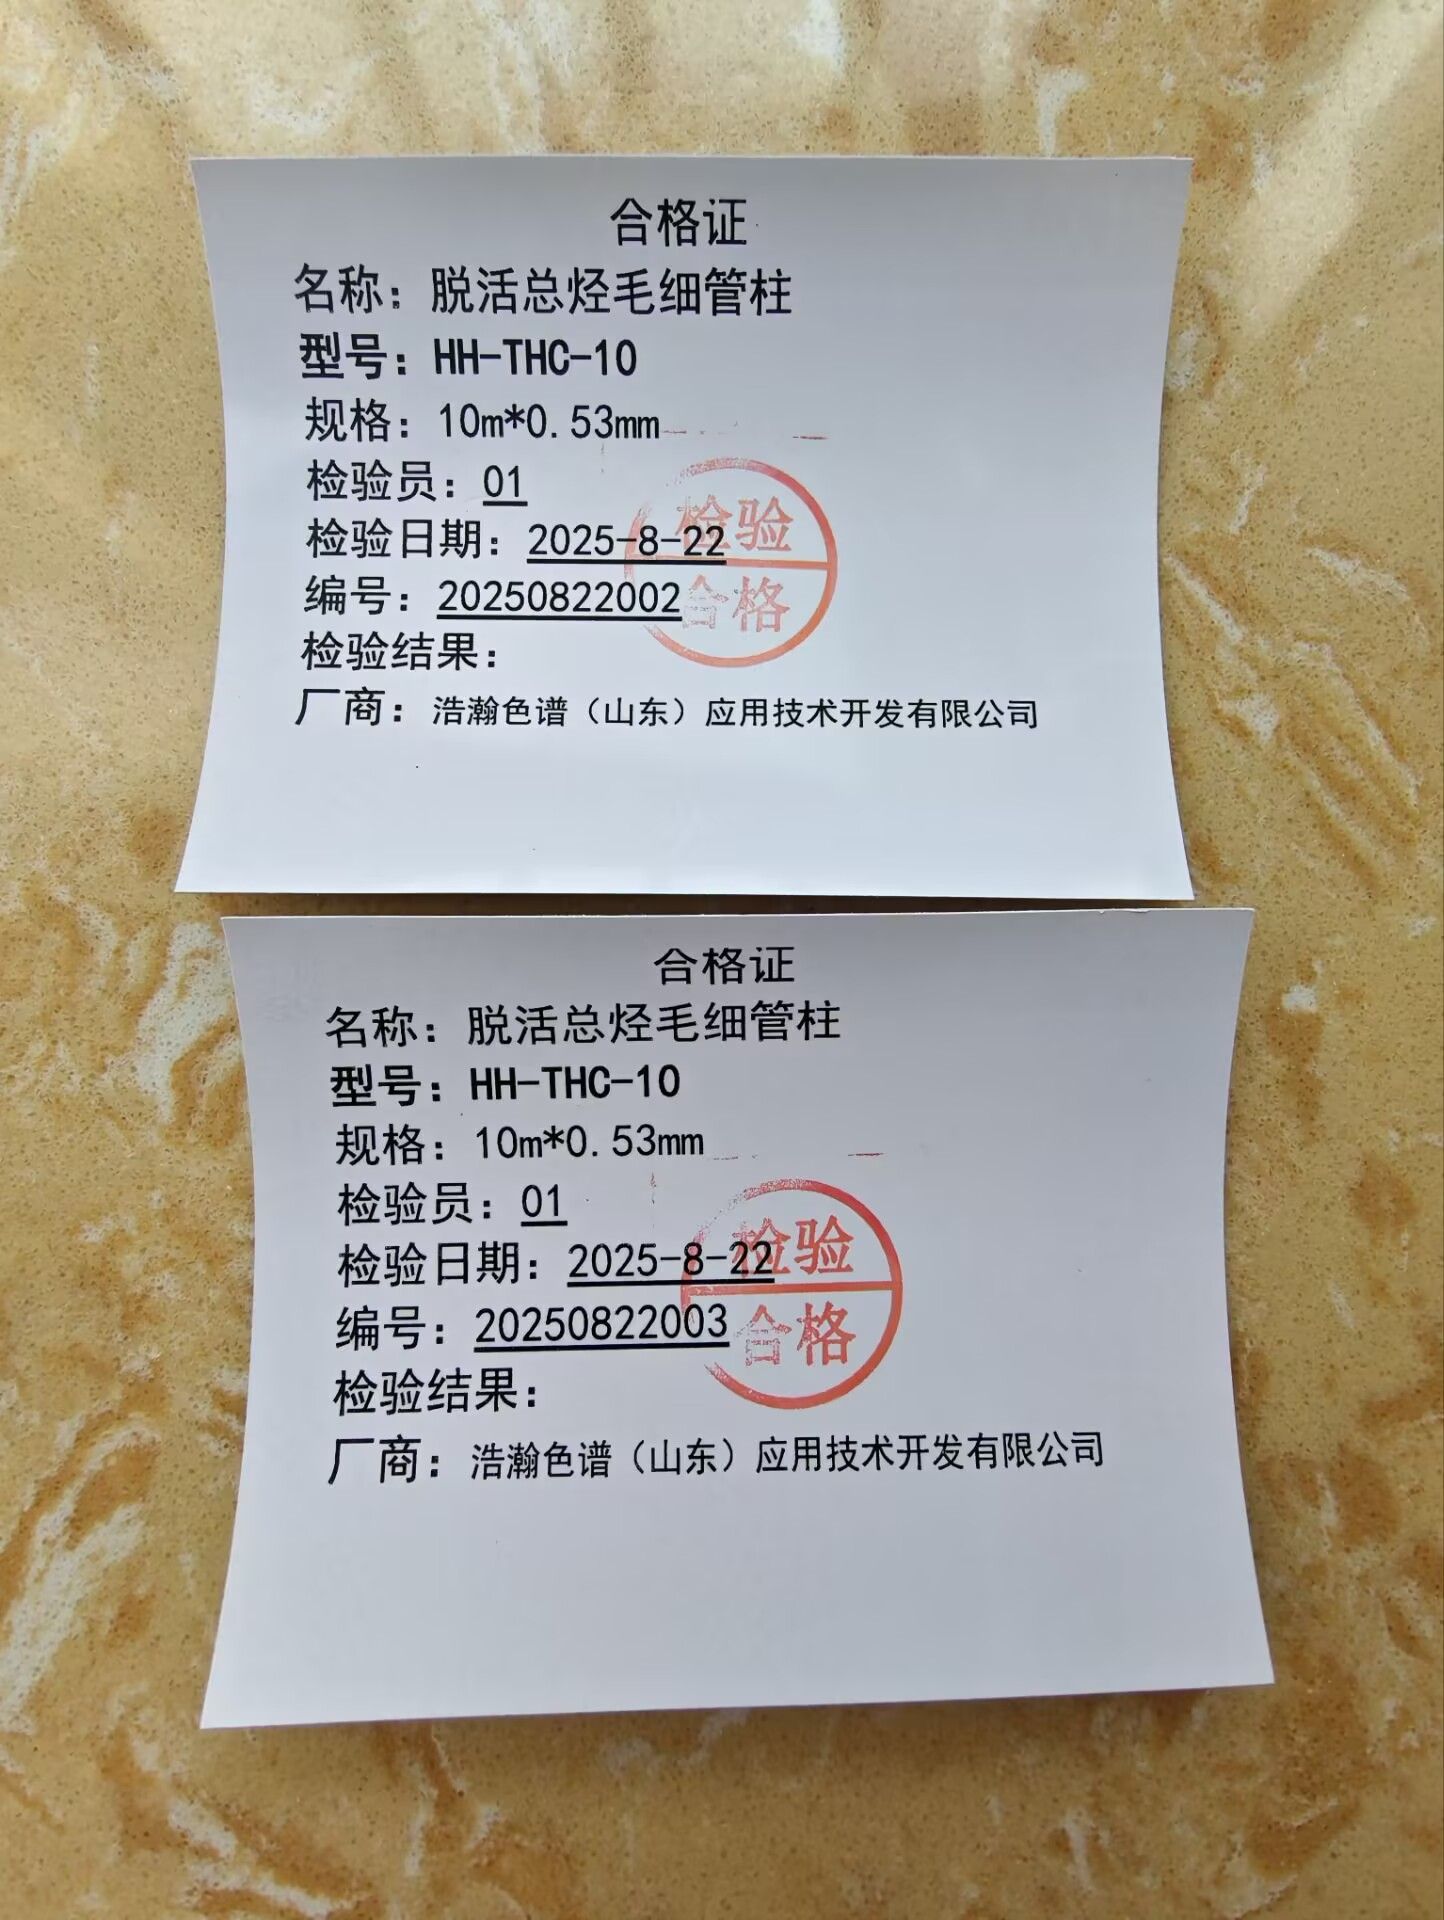 合格证
名称：脱活总烃毛细管柱
型号：HH-THC-10
规格：10m*0.53mm
检验员：01
检验日期：2025-8-22
编号：20250822002
检验结果：
检验
合格
厂商：浩瀚色谱（山东）应用技术开发有限公司
合格证
名称：脱活总烃毛细管柱
型号：HH-THC-10
规格：10m*0.53mm
检验员：01
检验日期：2025-8-22
编号：20250822003
检验结果：
检验
合格
厂商：浩瀚色谱（山东）应用技术开发有限公司